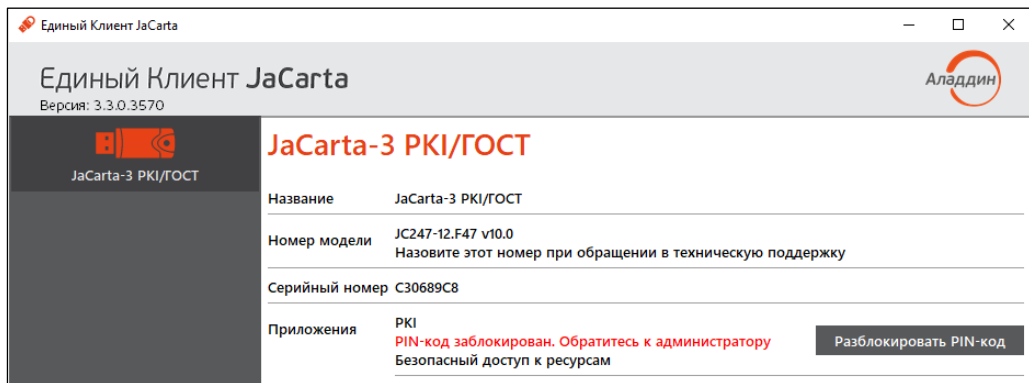 Единый Клиент JaCarta
Единый Клиент JaCarta
Версия: 3.3.0.3570
Аладдин
JaCarta-3 PKI/ГОСТ
JaCarta-3 PKI/ГОСТ
Название JaCarta-3 PKI/ГОСТ
Номер модели JC247-12.F47 v10.0
Назовите этот номер при обращении в техническую поддержку
Серийный номер C30689C8
Приложения PKI
PIN-код заблокирован. Обратитесь к администратору
Разблокировать PIN-код
Безопасный доступ к ресурсам